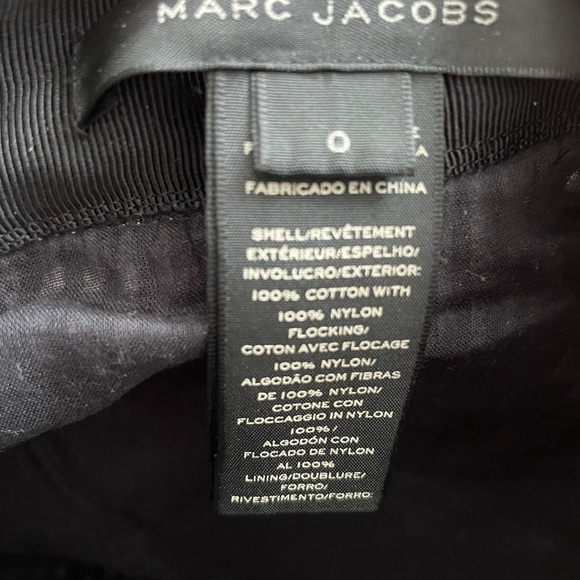 MARC JACOBS
0
FABRICADO EN CHINA
SHELL/REVÊTEMENT
EXTÉRIEUR/ESPELHO/
INVOLUCRO/EXTERIOR:
100% COTTON WITH
100% NYLON
FLOCKING/
COTON AVEC FLOCAGE
100% NYLON/
ALGODÃO COM FIBRAS
DE 100% NYLON/
COTONE CON
FLOCCAGGIO IN NYLON
100%/
ALGODÓN CON
FLOCADO DE NYLON
AL 100%
LINING/DOUBLURE/
FORRO/
RIVESTIMENTO/FORRO: